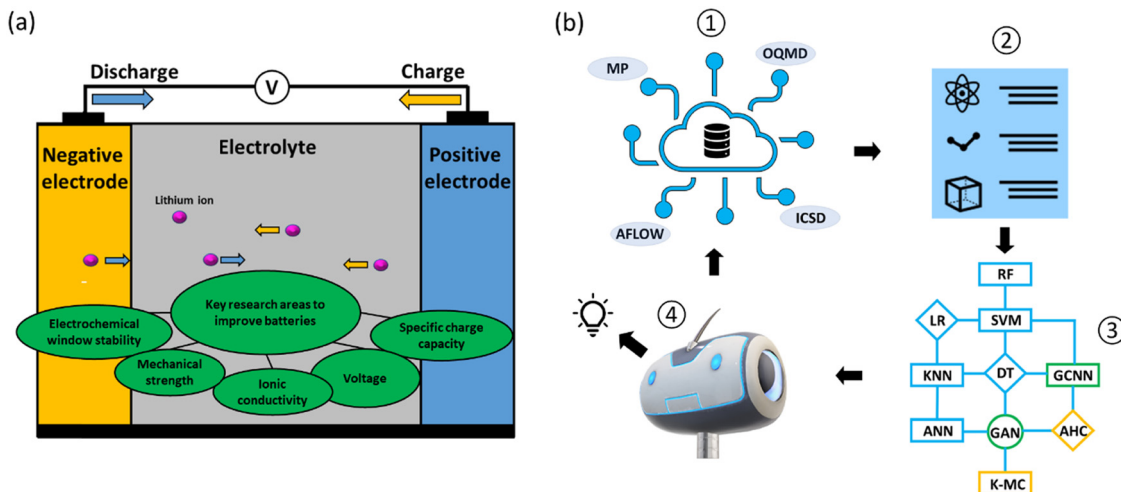 (a)
Discharge
V
Charge
Negative
electrode
Electrolyte
Positive
electrode
Lithium ion
Key research areas to
improve batteries
Electrochemical
window stability
Specific charge
capacity
Mechanical
strength
Ionic
conductivity
Voltage
(b)
1
MP
OQMD
AFLOW
ICSD
2
RF
LR
SVM
3
KNN
DT
GCNN
ANN
GAN
AHC
K-MC
4